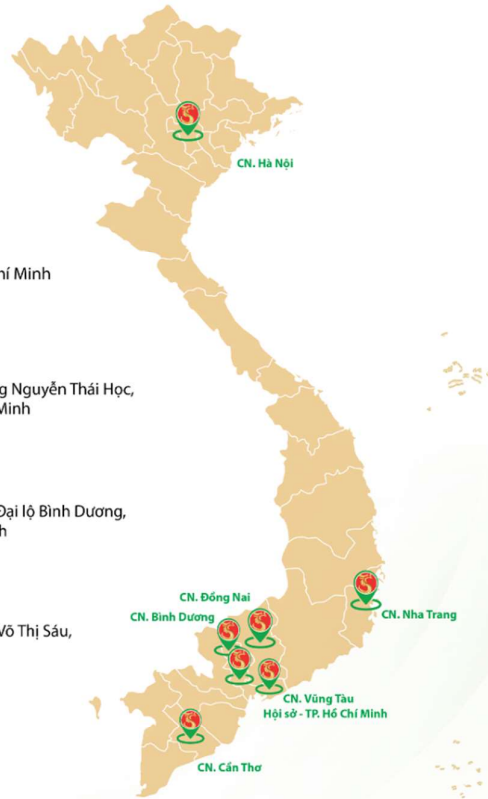 CN. Hà Nội
hí Minh
g Nguyễn Thái Học,
Minh
Đại lộ Bình Dương,
h
CN. Đồng Nai
CN. Bình Dương
CN. Nha Trang
Võ Thị Sáu,
CN. Vũng Tàu
Hội sở - TP. Hồ Chí Minh
CN. Cần Thơ